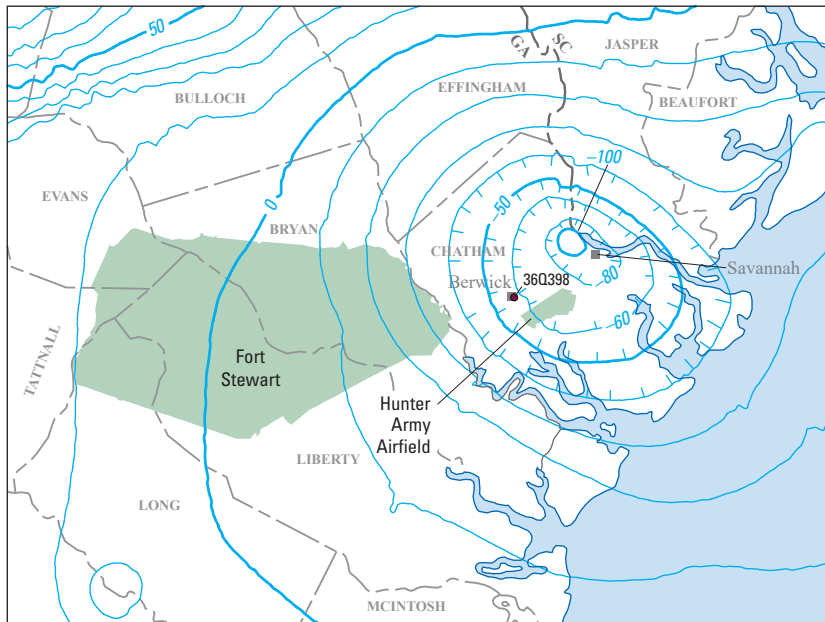 50
SC
GA
JASPER
EFFINGHAM
BULLOCH
BEAUFORT
–100
EVANS
0
–50
BRYAN
CHATHAM
Savannah
–80
Berwick
36Q398
–60
TATTNALL
Fort
Stewart
Hunter
Army
Airfield
LIBERTY
LONG
MCINTOSH